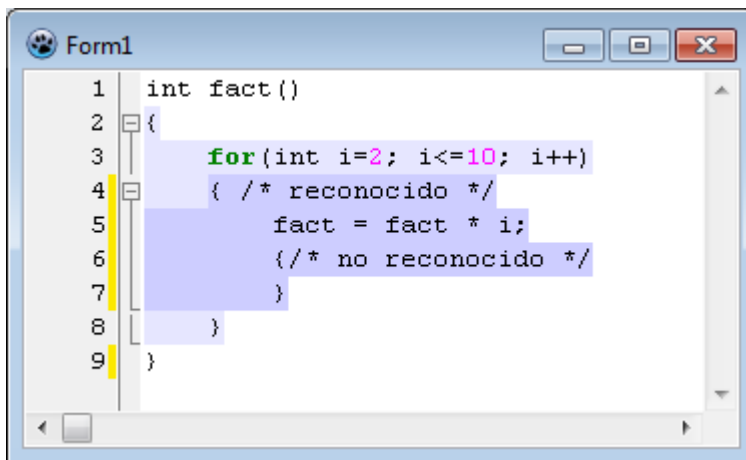 Form1
1 int fact()
2 {
3 for(int i=2; i<=10; i++)
4 { /* reconocido */
5 fact = fact * i;
6 {/* no reconocido */
7 }
8 }
9 }